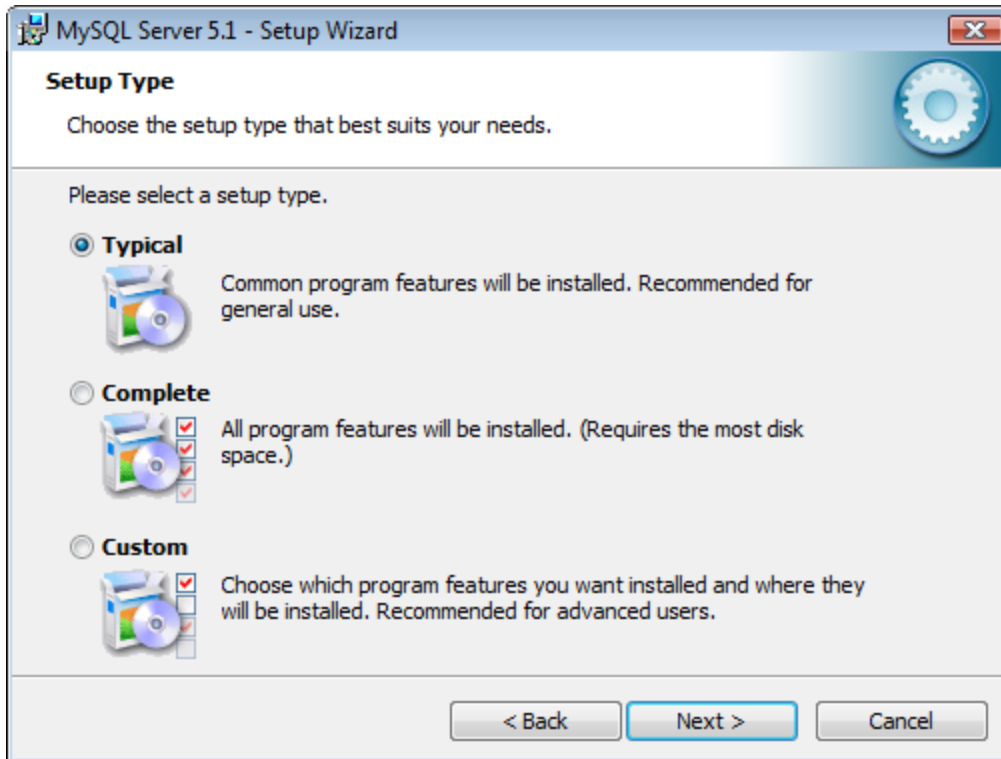 MySQL Server 5.1 - Setup Wizard
Setup Type
Choose the setup type that best suits your needs.
Please select a setup type.
Typical
Common program features will be installed. Recommended for
general use.
Complete
All program features will be installed. (Requires the most disk
space.)
Custom
Choose which program features you want installed and where they
will be installed. Recommended for advanced users.
< Back
Next >
Cancel